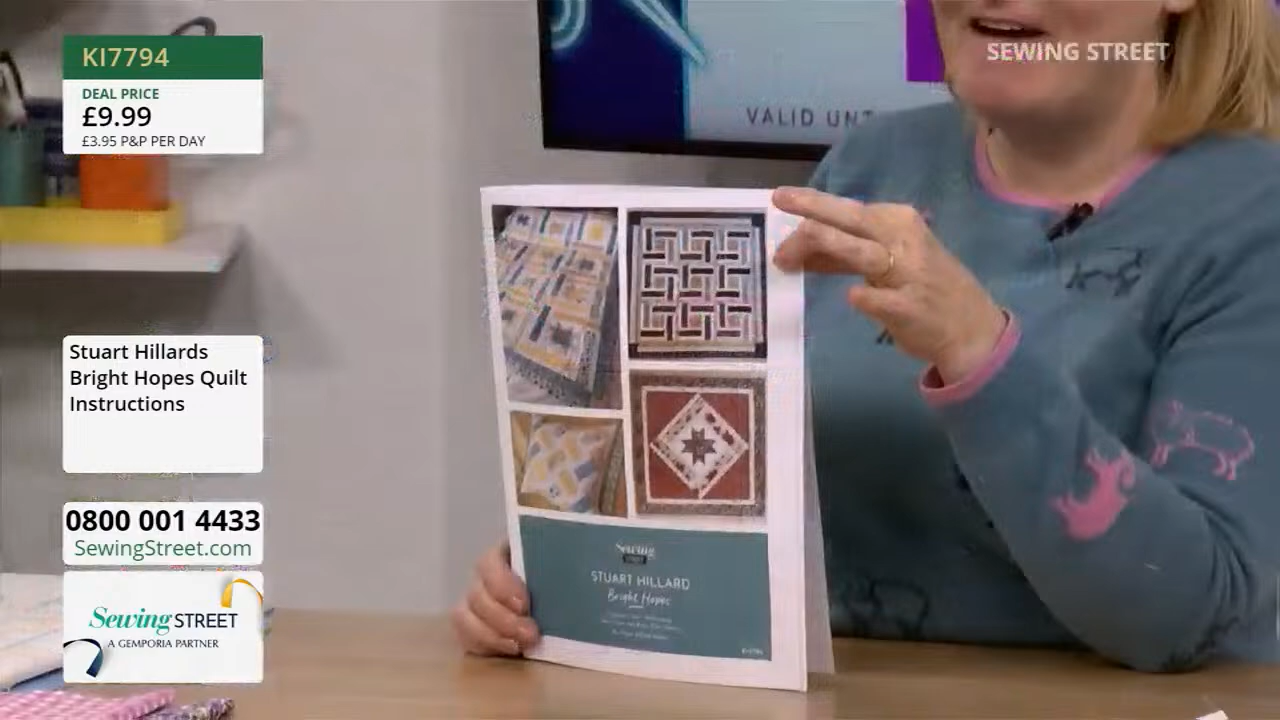 KI7794
DEAL PRICE
£9.99
£3.95 P&P PER DAY
SEWING STREET
VALID UNT
Stuart Hillards
Bright Hopes Quilt
Instructions
0800 001 4433
SewingStreet.com
Sewing STREET
A GEMPORIA PARTNER
Sewing
STREET
STUART HILLARD
Bright Hopes